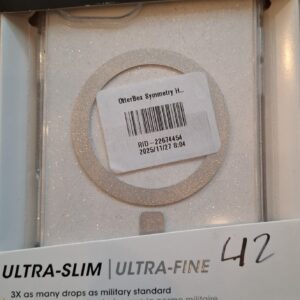 OtterBox Symmetry H...
RID-22674454
2025/11/27 8:04
42
ULTRA-SLIM | ULTRA-FINE
3X as many drops as military standard